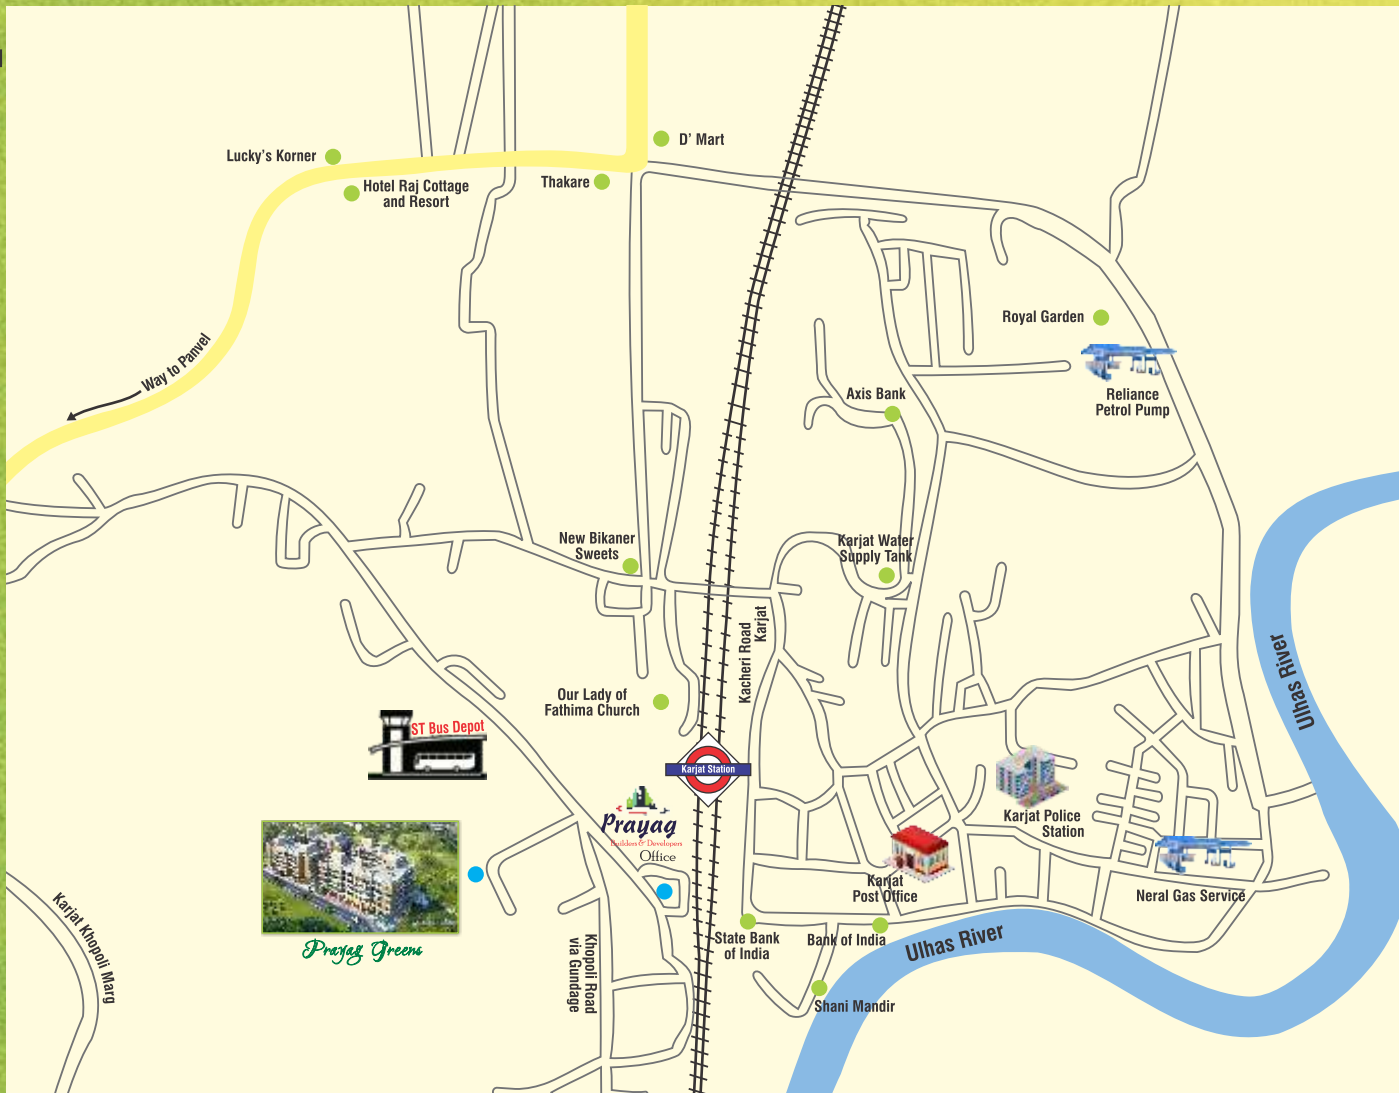 D' Mart
Lucky's Korner
Thakare
Hotel Raj Cottage
and Resort
Royal Garden
Way to Panvel
Reliance
Petrol Pump
Axis Bank
New Bikaner
Sweets
Karjat Water
Supply Tank
Kacheri Road
Karjat
Ulhas River
Our Lady of
Fathima Church
ST Bus Depot
Karjat Station
Prayag
Builders & Developers
Office
Karjat Police
Station
Karjat
Post Office
Neral Gas Service
Prayag Greens
Karjat Khopoli Marg
Khopoli Road
via Gundage
State Bank
of India
Bank of India
Ulhas River
Shani Mandir